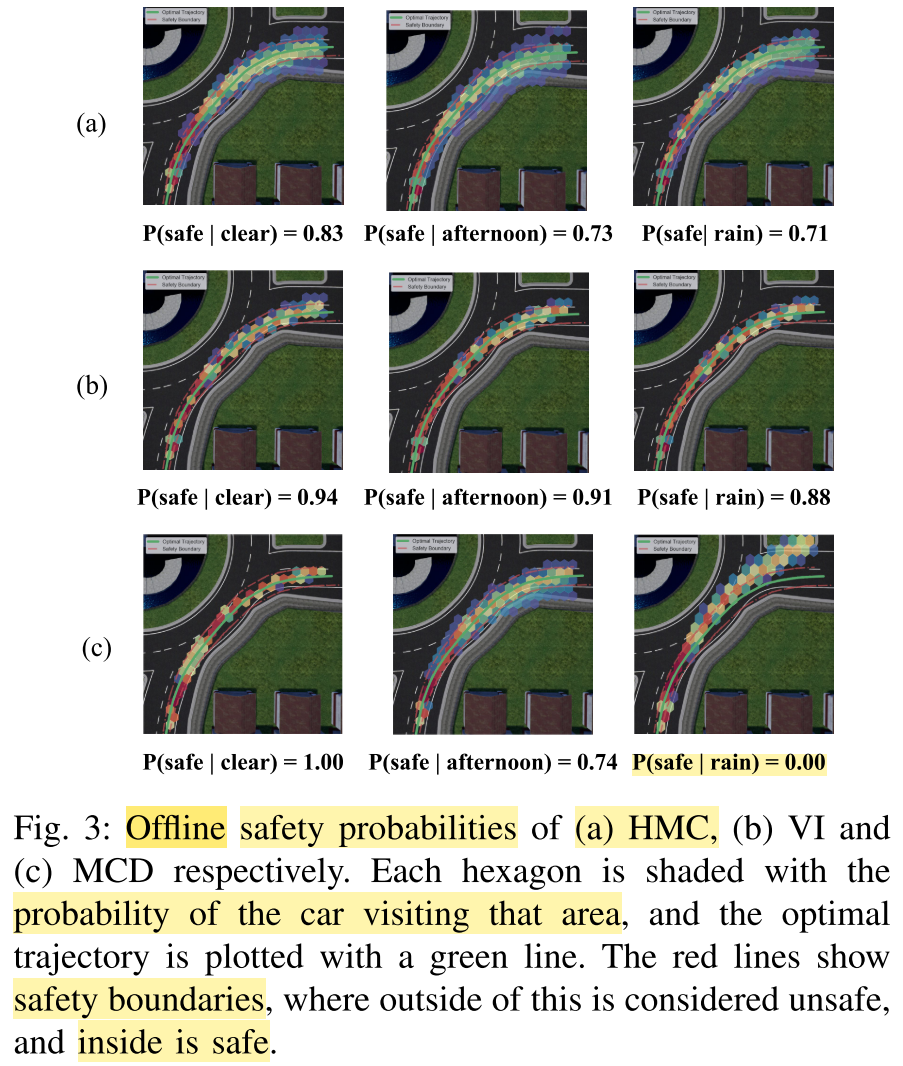 Optimal Trajectory
Safety Boundary
Optimal Trajectory
Safety Boundary
Optimal Trajectory
Safety Boundary
(a)
P(safe | clear) = 0.83 P(safe | afternoon) = 0.73 P(safe| rain) = 0.71
Optimal Trajectory
Safety Boundary
Optimal Trajectory
Safety Boundary
Optimal Trajectory
Safety Boundary
(b)
P(safe | clear) = 0.94 P(safe | afternoon) = 0.91 P(safe | rain) = 0.88
Optimal Trajectory
Safety Boundary
Optimal Trajectory
Safety Boundary
Optimal Trajectory
Safety Boundary
(c)
P(safe | clear) = 1.00 P(safe | afternoon) = 0.74 P(safe | rain) = 0.00
Fig. 3: Offline safety probabilities of (a) HMC, (b) VI and
(c) MCD respectively. Each hexagon is shaded with the
probability of the car visiting that area, and the optimal
trajectory is plotted with a green line. The red lines show
safety boundaries, where outside of this is considered unsafe,
and inside is safe.